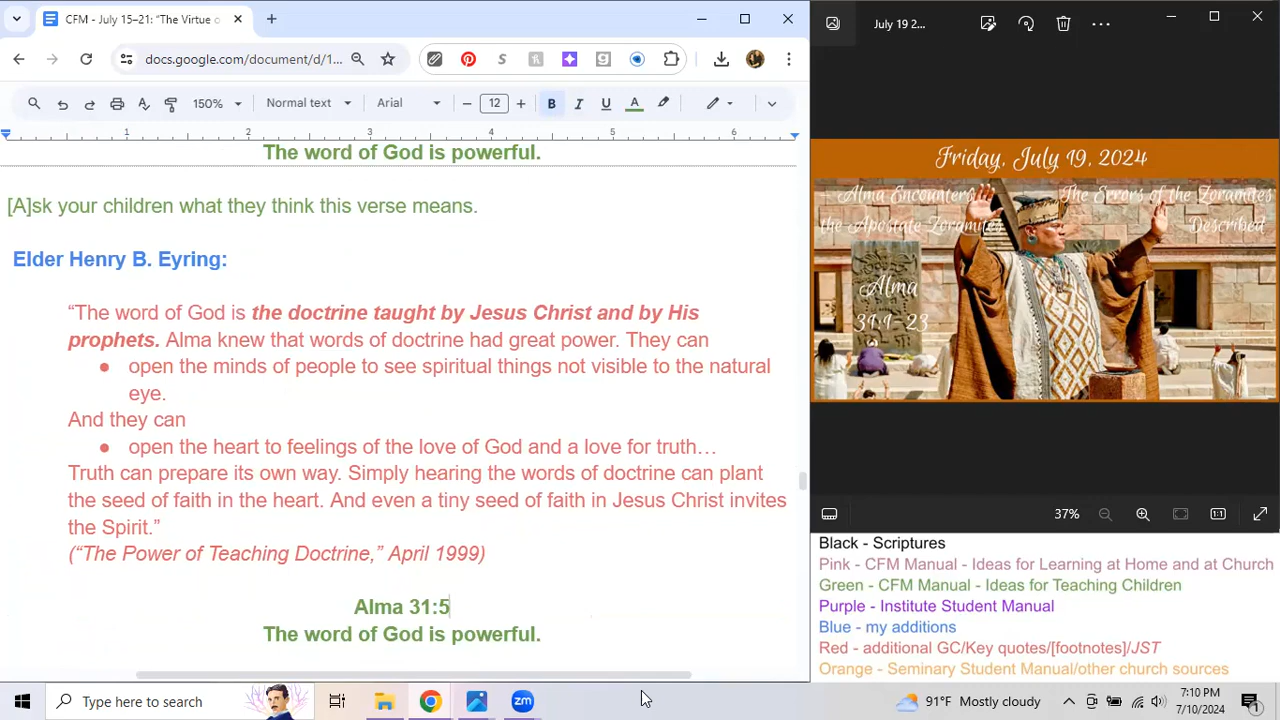 CFM - July 15–21: “The Virtue o
docs.google.com/document/d/1...
150%
Normal text
Arial
12
B
I
U
A
1
2
3
4
5
6
The word of God is powerful.
[A]sk your children what they think this verse means.
Elder Henry B. Eyring:
“The word of God is the doctrine taught by Jesus Christ and by His
prophets. Alma knew that words of doctrine had great power. They can
● open the minds of people to see spiritual things not visible to the natural
eye.
And they can
● open the heart to feelings of the love of God and a love for truth…
Truth can prepare its own way. Simply hearing the words of doctrine can plant
the seed of faith in the heart. And even a tiny seed of faith in Jesus Christ invites
the Spirit.”
(“The Power of Teaching Doctrine,” April 1999)
Alma 31:5
The word of God is powerful.
July 19 2...
Friday, July 19, 2024
Alma Encounters
the Apostate Zoramites
The Errors of the Zoramites
Described
Alma
31:1-23
37%
1:1
Black - Scriptures
Pink - CFM Manual - Ideas for Learning at Home and at Church
Green - CFM Manual - Ideas for Teaching Children
Purple - Institute Student Manual
Blue - my additions
Red - additional GC/Key quotes/[footnotes]/JST
Orange - Seminary Student Manual/other church sources
Type here to search
zm
91°F Mostly cloudy
7:10 PM
7/10/2024
1